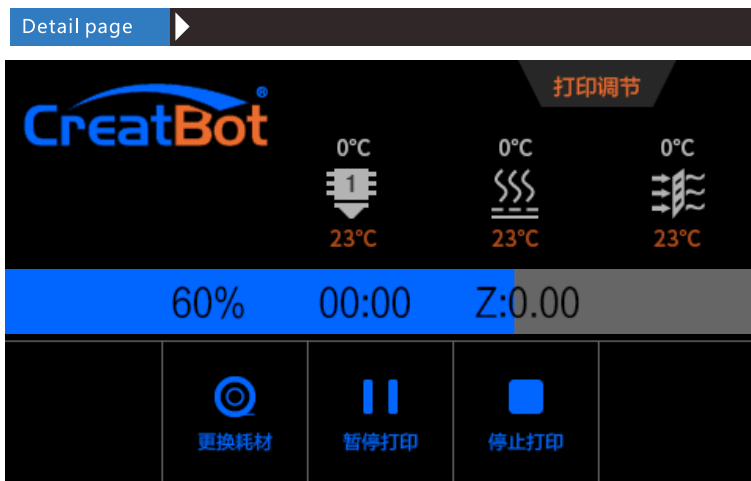 Detail page
打印调节
CreatBot®
0°C 0°C 0°C
1
23°C 23°C 23°C
60% 00:00 Z:0.00
更换耗材 暂停打印 停止打印